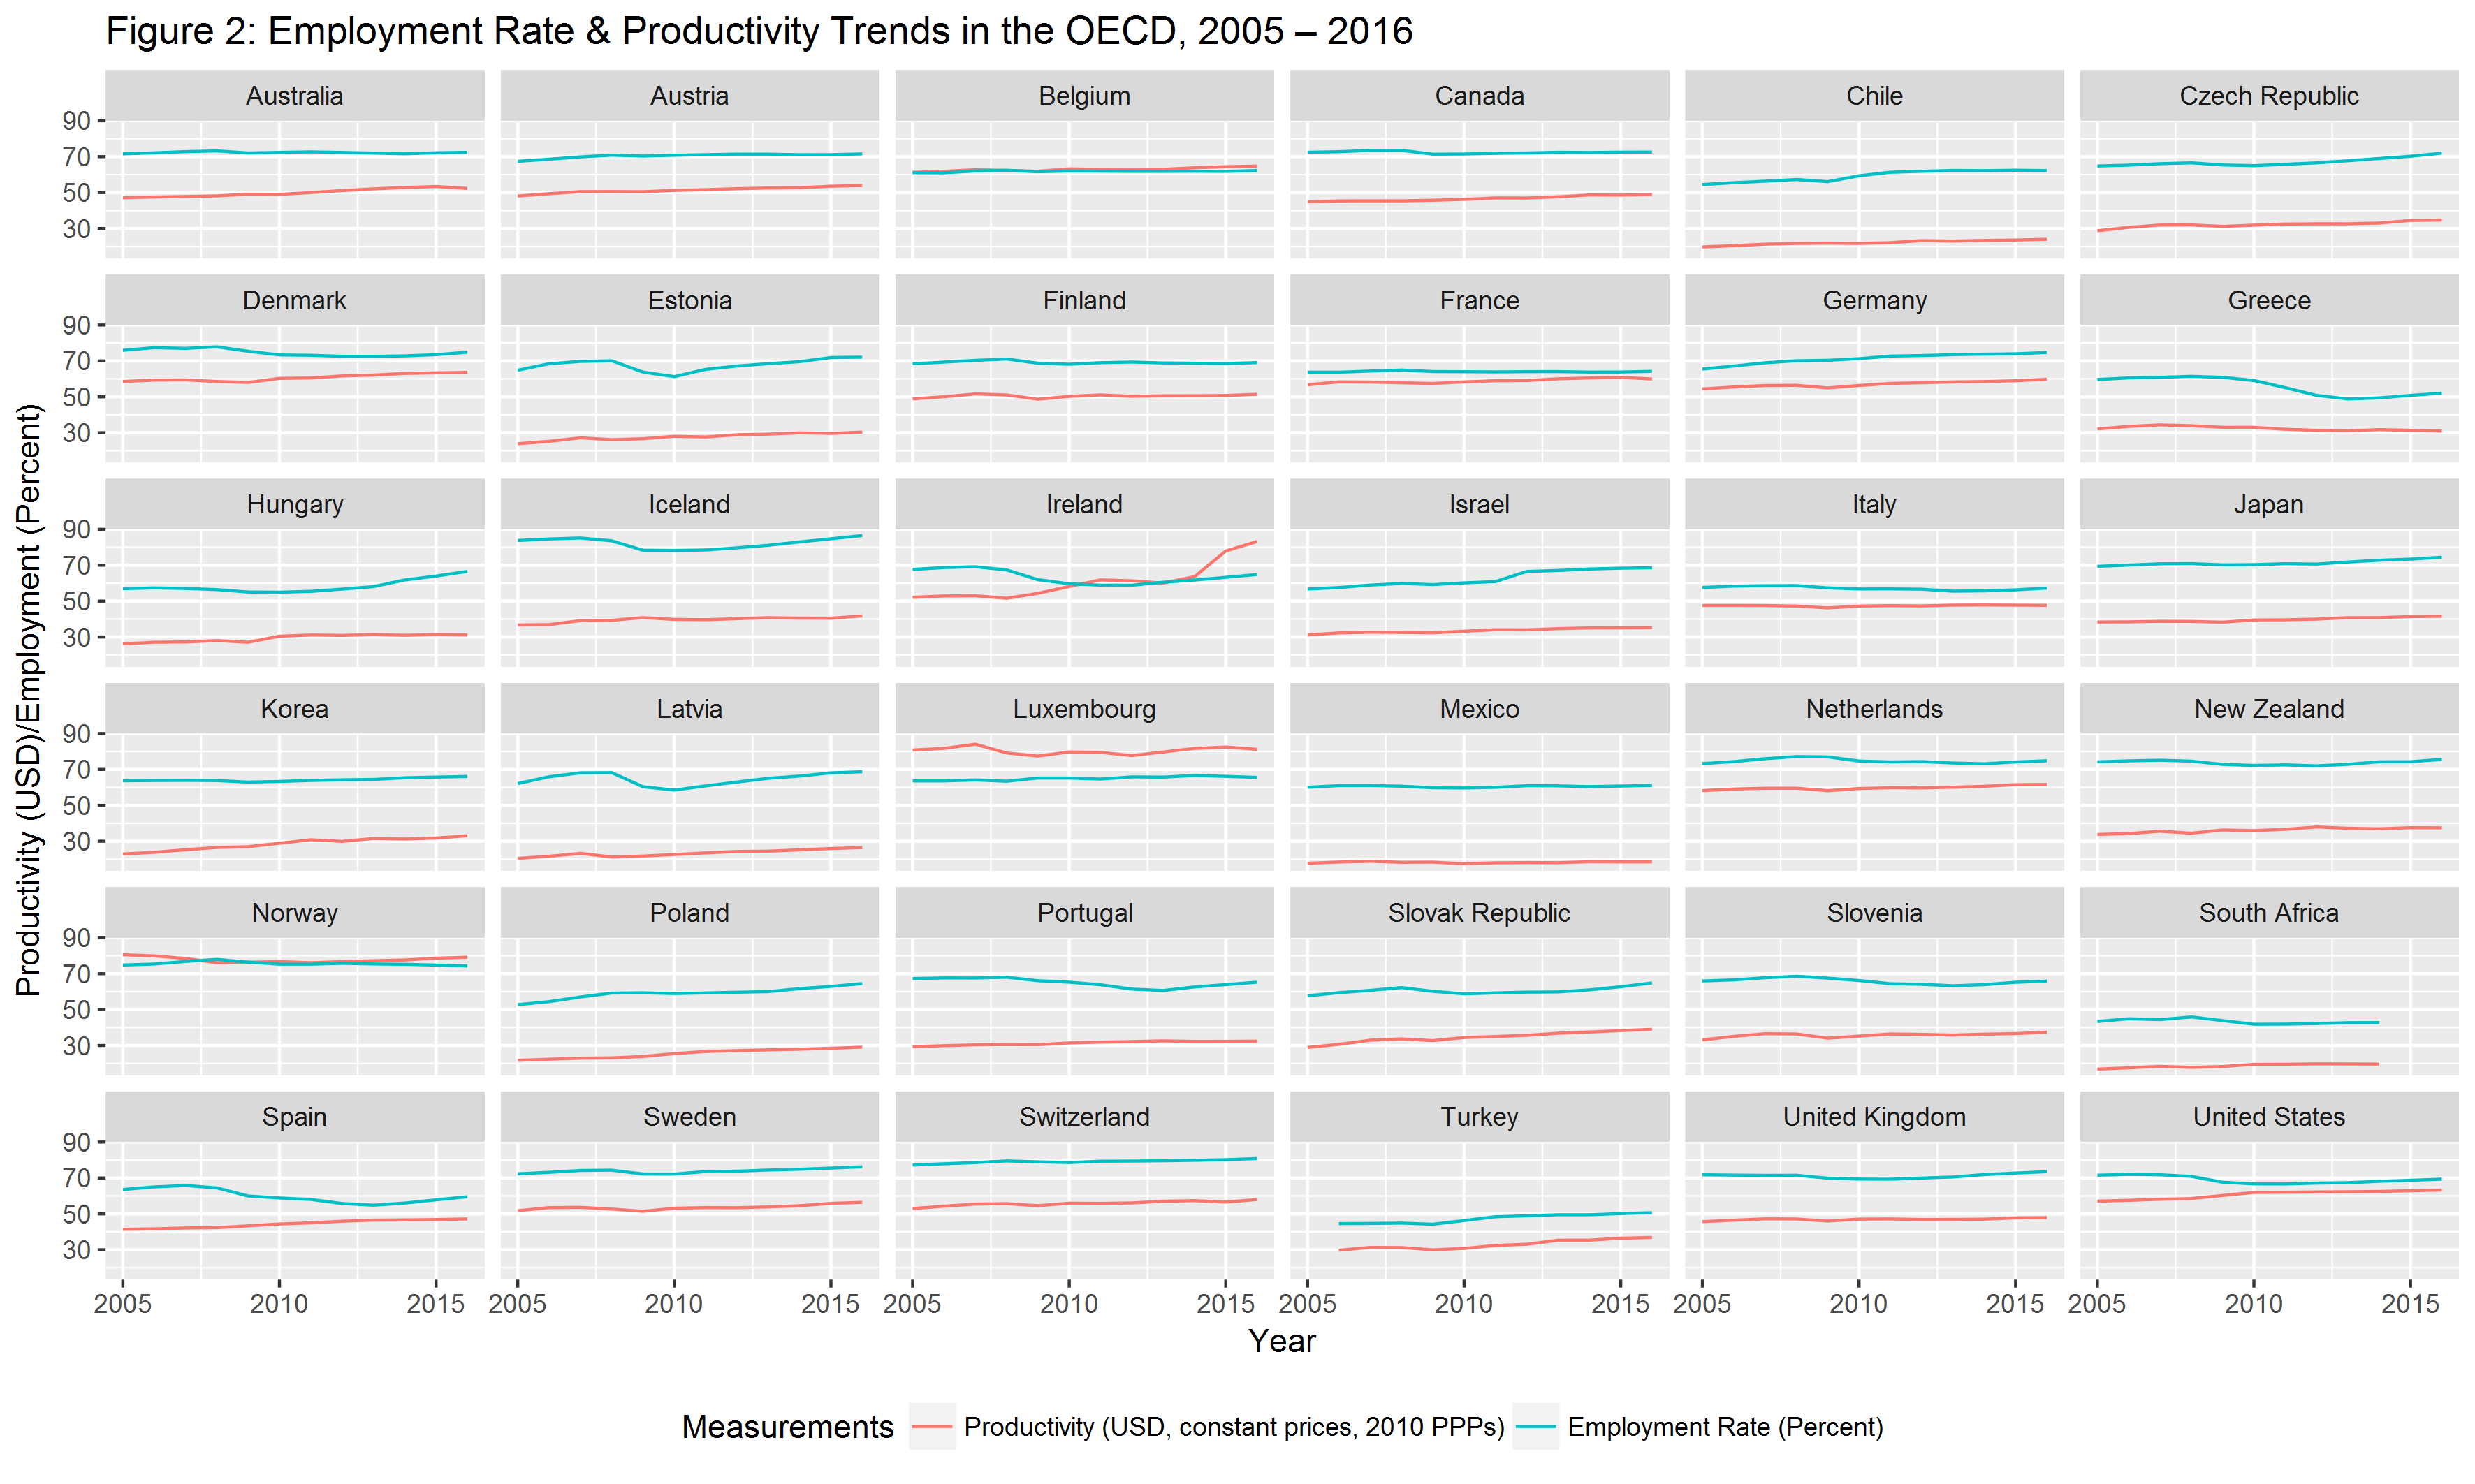 Figure 2: Employment Rate & Productivity Trends in the OECD, 2005 – 2016
Australia Austria Belgium Canada Chile Czech Republic
90
70
50
30
Denmark Estonia Finland France Germany Greece
90
70
50
30
Hungary Iceland Ireland Israel Italy Japan
90
70
50
30
Korea Latvia Luxembourg Mexico Netherlands New Zealand
90
70
50
30
Norway Poland Portugal Slovak Republic Slovenia South Africa
90
70
50
30
Spain Sweden Switzerland Turkey United Kingdom United States
90
70
50
30
Productivity (USD)/Employment (Percent)
2005 2010 2015 2005 2010 2015 2005 2010 2015 2005 2010 2015 2005 2010 2015 2005 2010 2015
Year
Measurements Productivity (USD, constant prices, 2010 PPPs) Employment Rate (Percent)